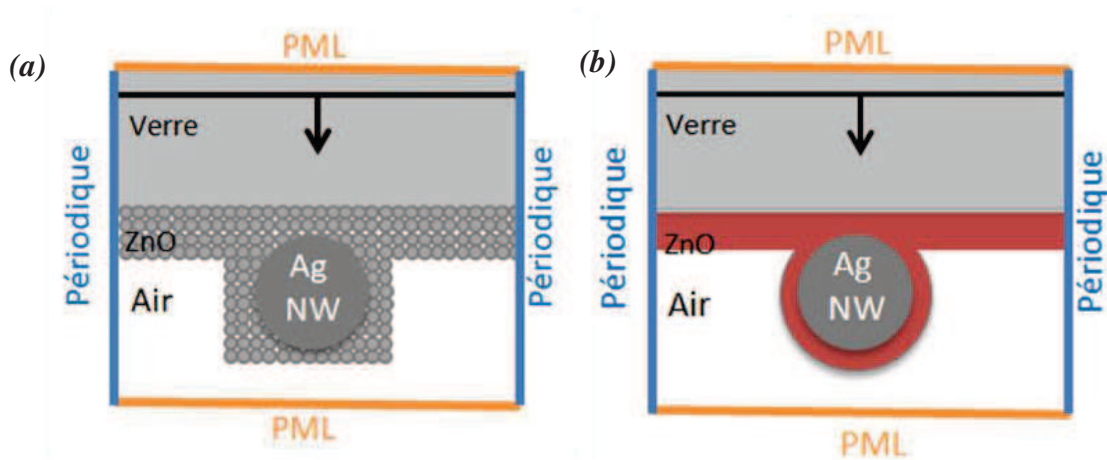 (a)
PML
Verre
ZnO
Ag
NW
Air
Périodique
Périodique
PML
(b)
PML
Verre
ZnO
Ag
NW
Air
Périodique
Périodique
PML